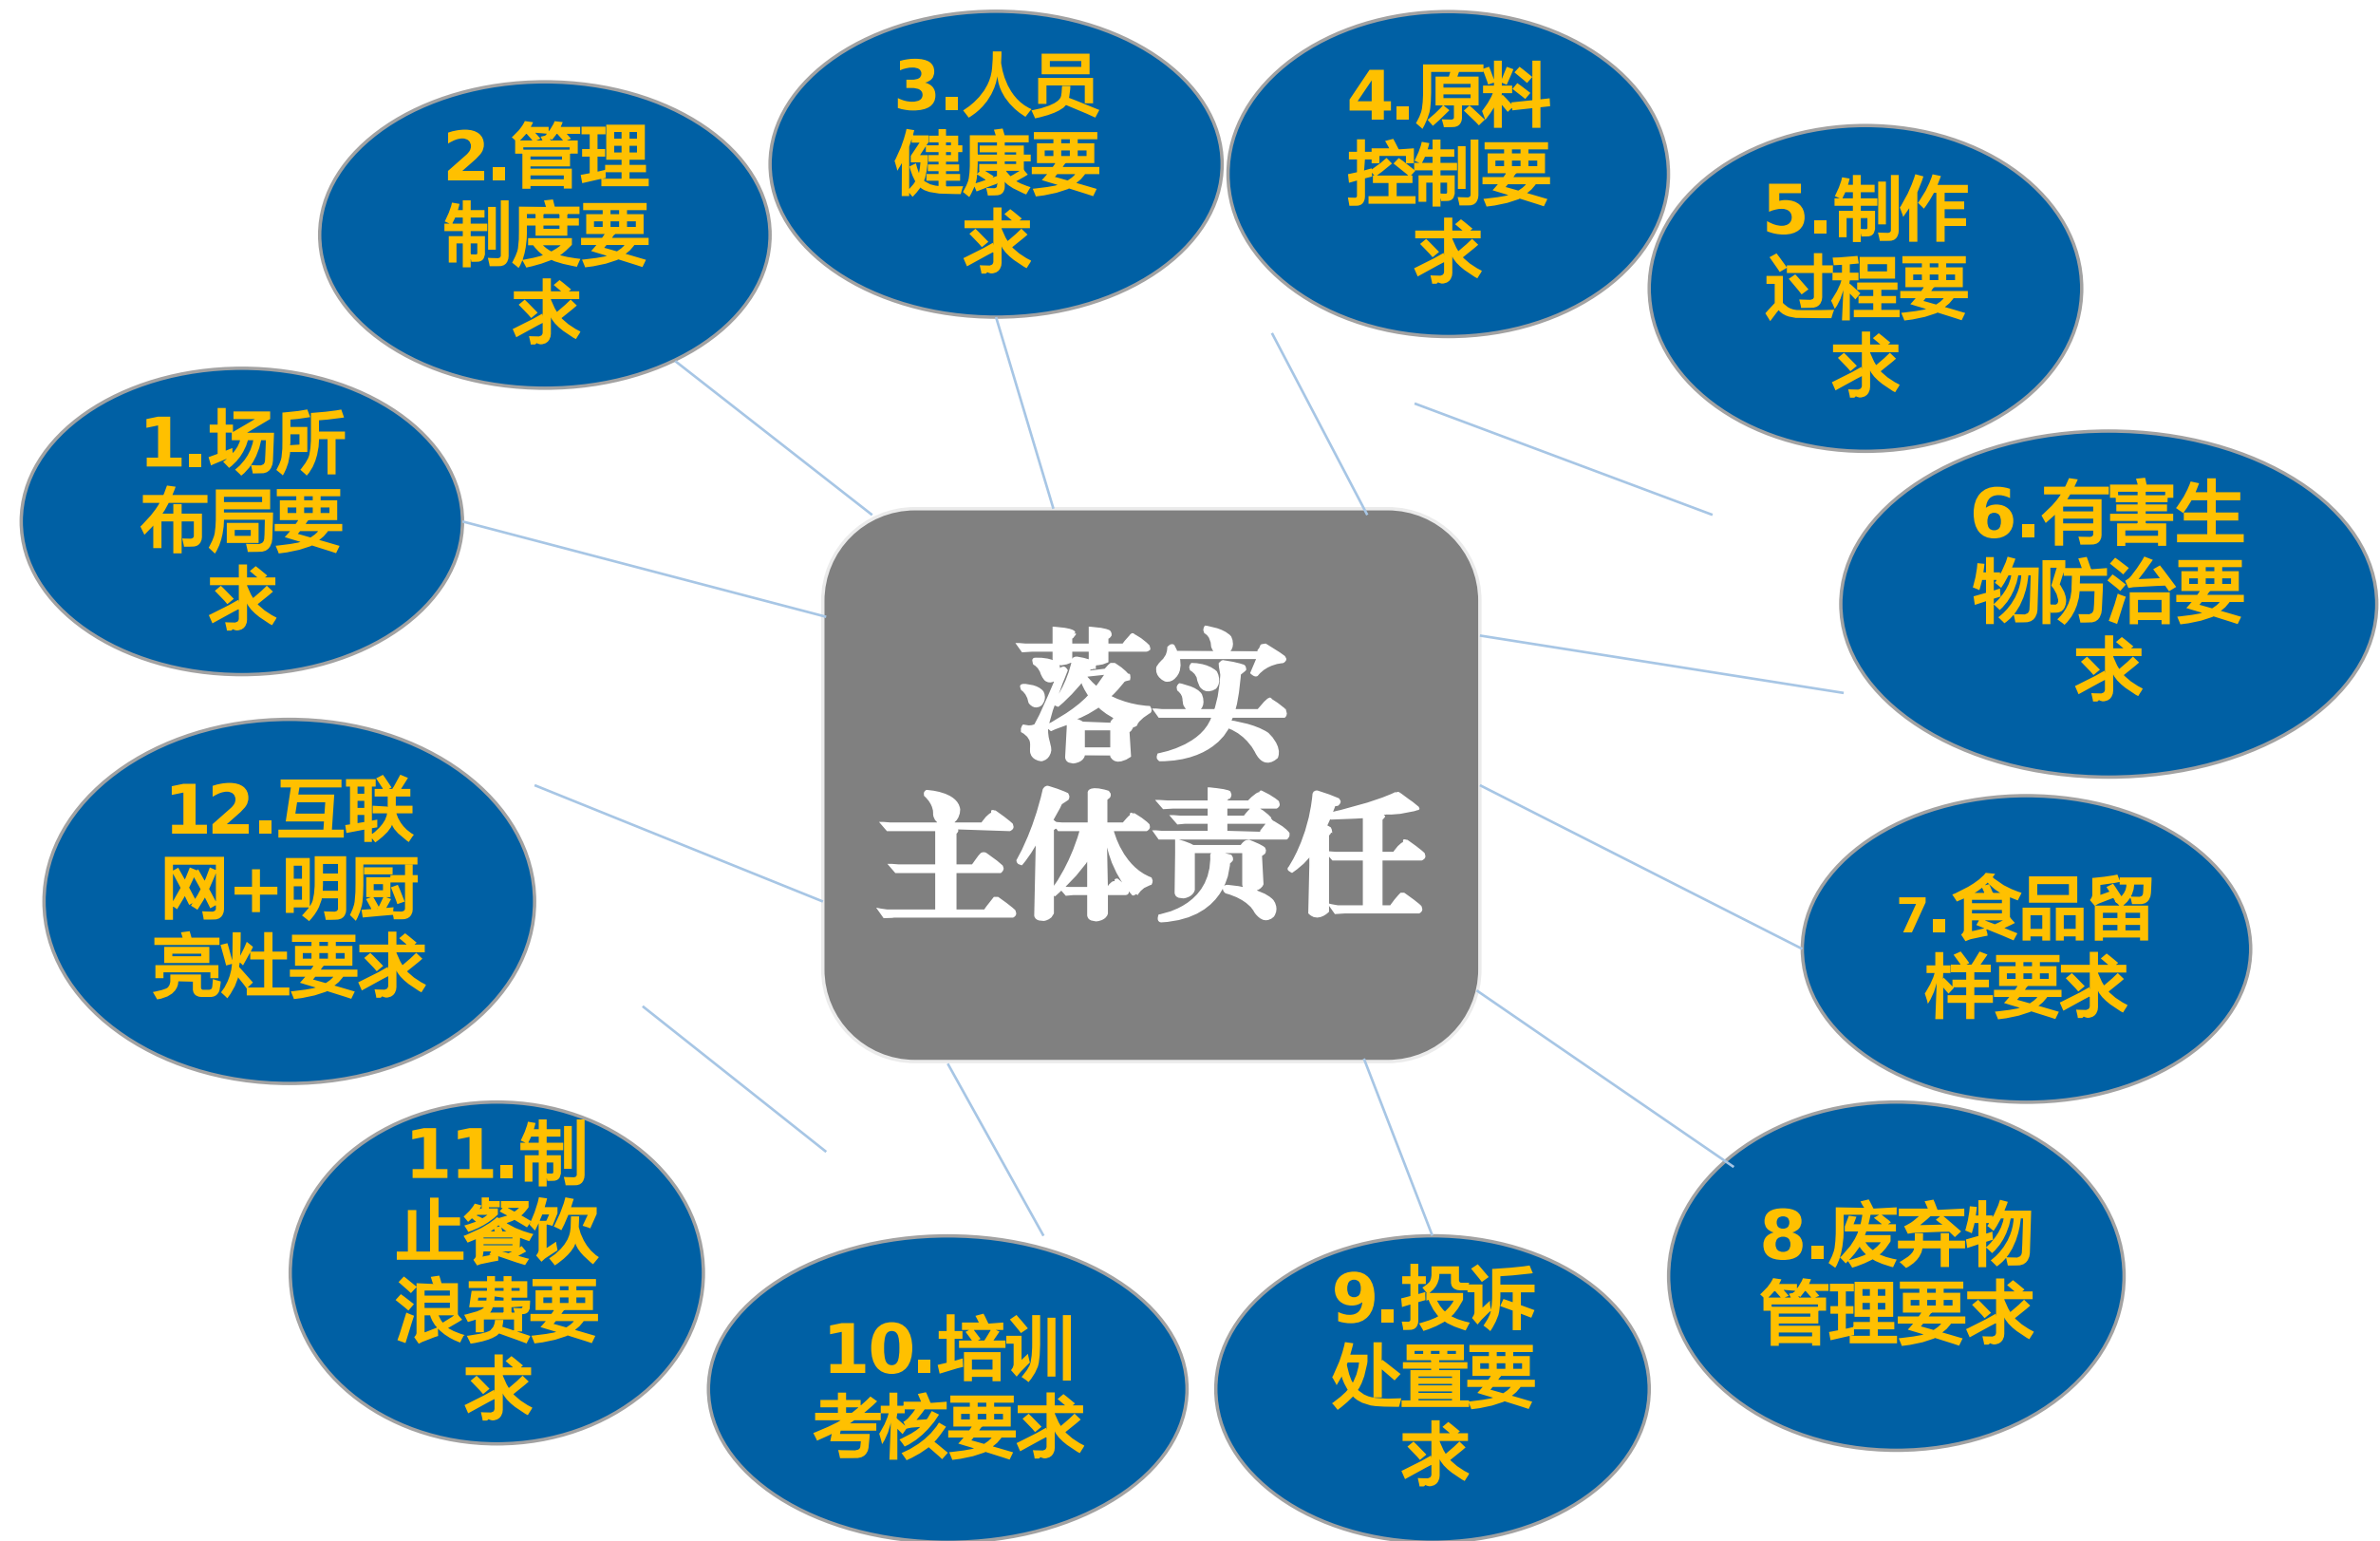 1.场所
布局要
求
2.管理
制度要
求
3.人员
健康要
求
4.原料
控制要
求
5.制作
过程要
求
6.有害生
物防治要
求
7.食品留
样要求
8.废弃物
管理要求
9.投诉
处置要
求
10.培训
考核要求
11.制
止餐饮
浪费要
求
12.互联
网+明厨
亮灶要求
落实
主体责任